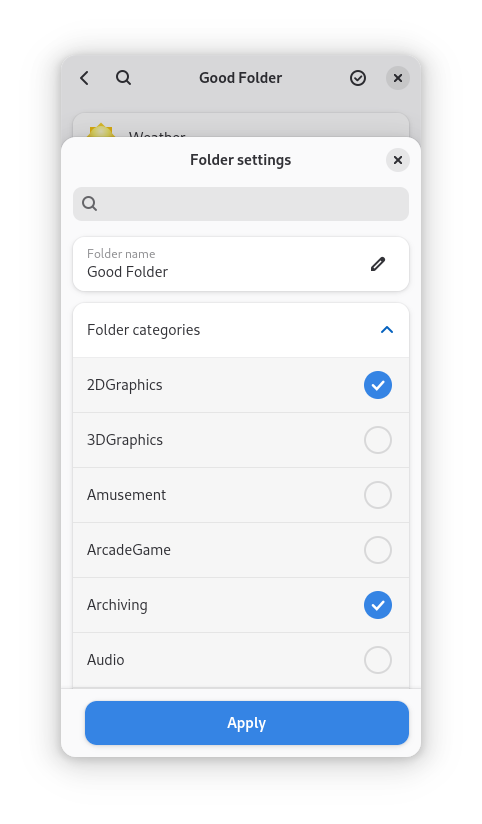 Good Folder
Weather
Folder settings
Folder name
Good Folder
Folder categories
2DGraphics
3DGraphics
Amusement
ArcadeGame
Archiving
Audio
Apply